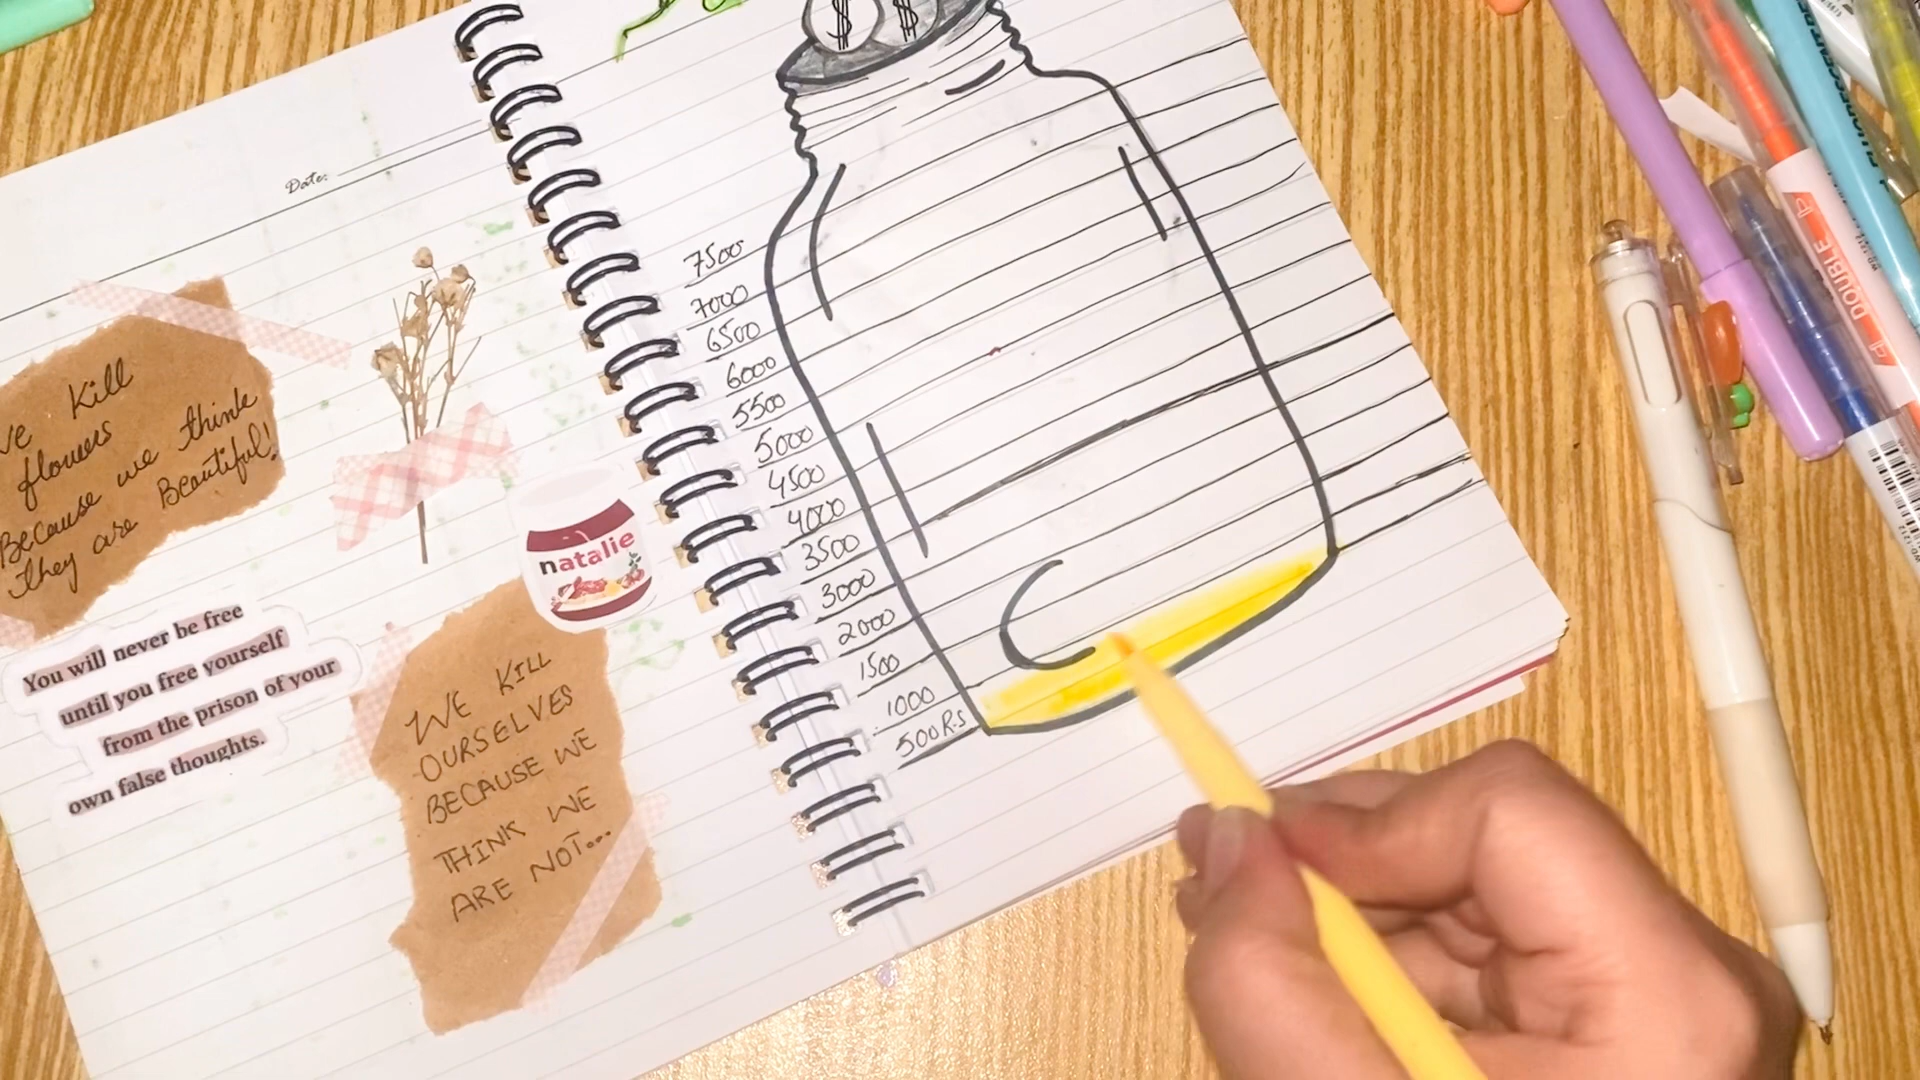 Date:
Kill
flowers
Because we think
they are Beautiful!
natalie
You will never be free
until you free yourself
from the prison of your
own false thoughts.
WE KILL
OURSELVES
BECAUSE WE
THINK WE
ARE NOT...
$ $
7500
7000
6500
6000
5500
5000
4500
4000
3500
3000
2000
1500
1000
500 R.s
DOUBLE